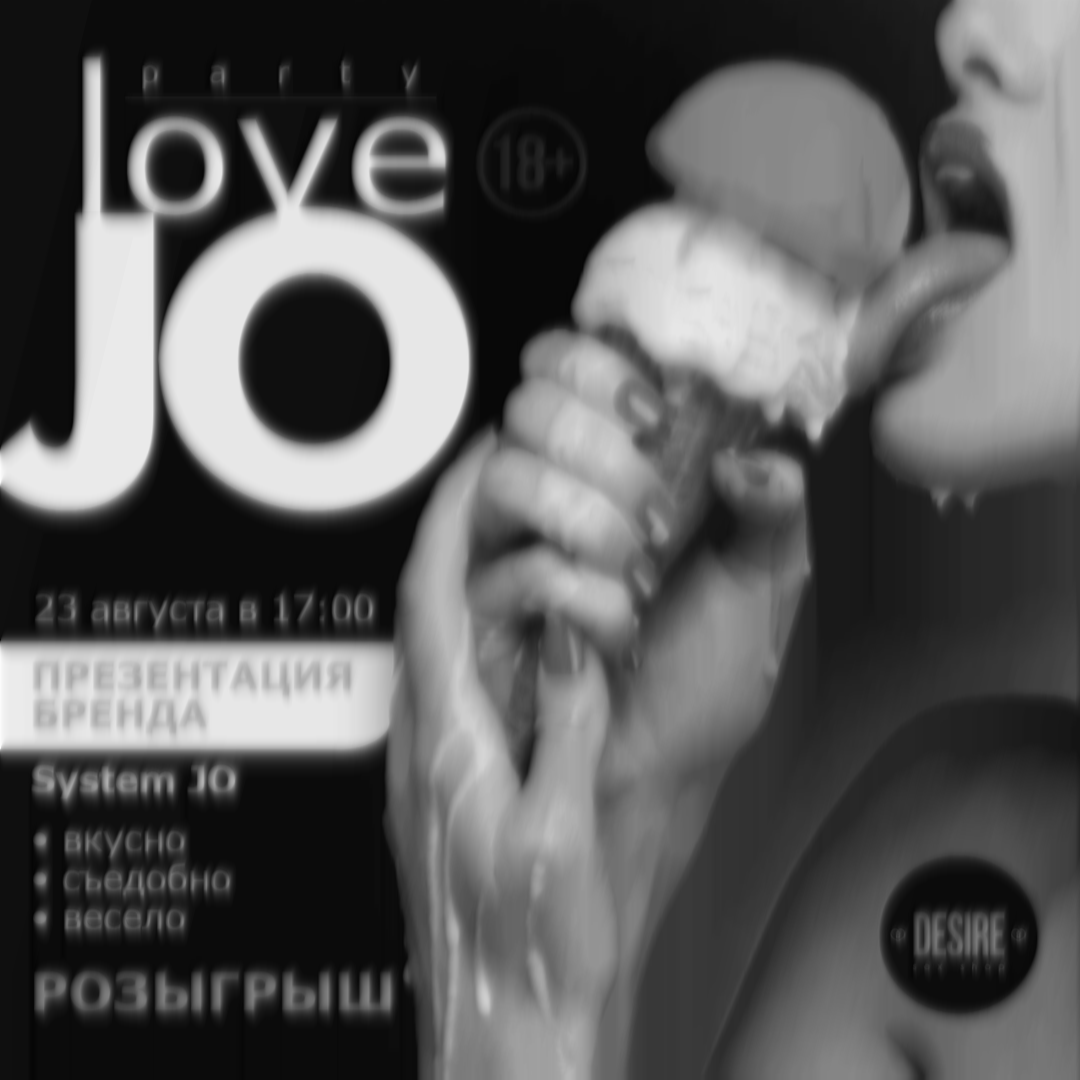 party
love
JO
18+
23 августа в 17:00
ПРЕЗЕНТАЦИЯ
БРЕНДА
System JO
• вкусно
• съедобно
• весело
РОЗЫГРЫШ
DESIRE